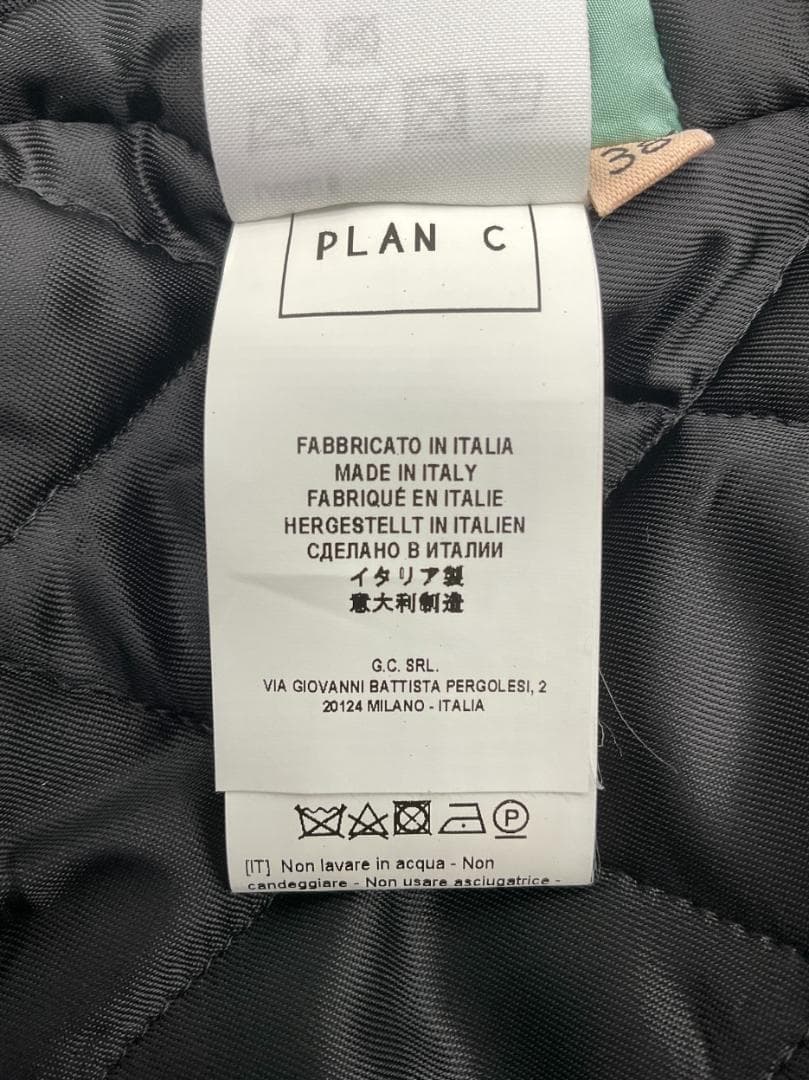 38
PLAN C
FABBRICATO IN ITALIA
MADE IN ITALY
FABRIQUÉ EN ITALIE
HERGESTELLT IN ITALIEN
СДЕЛАНО В ИТАЛИИ
イタリア製
意大利制造
G.C. SRL.
VIA GIOVANNI BATTISTA PERGOLESI, 2
20124 MILANO - ITALIA
P
[IT] Non lavare in acqua - Non
candeggiare - Non usare asciugatrice -